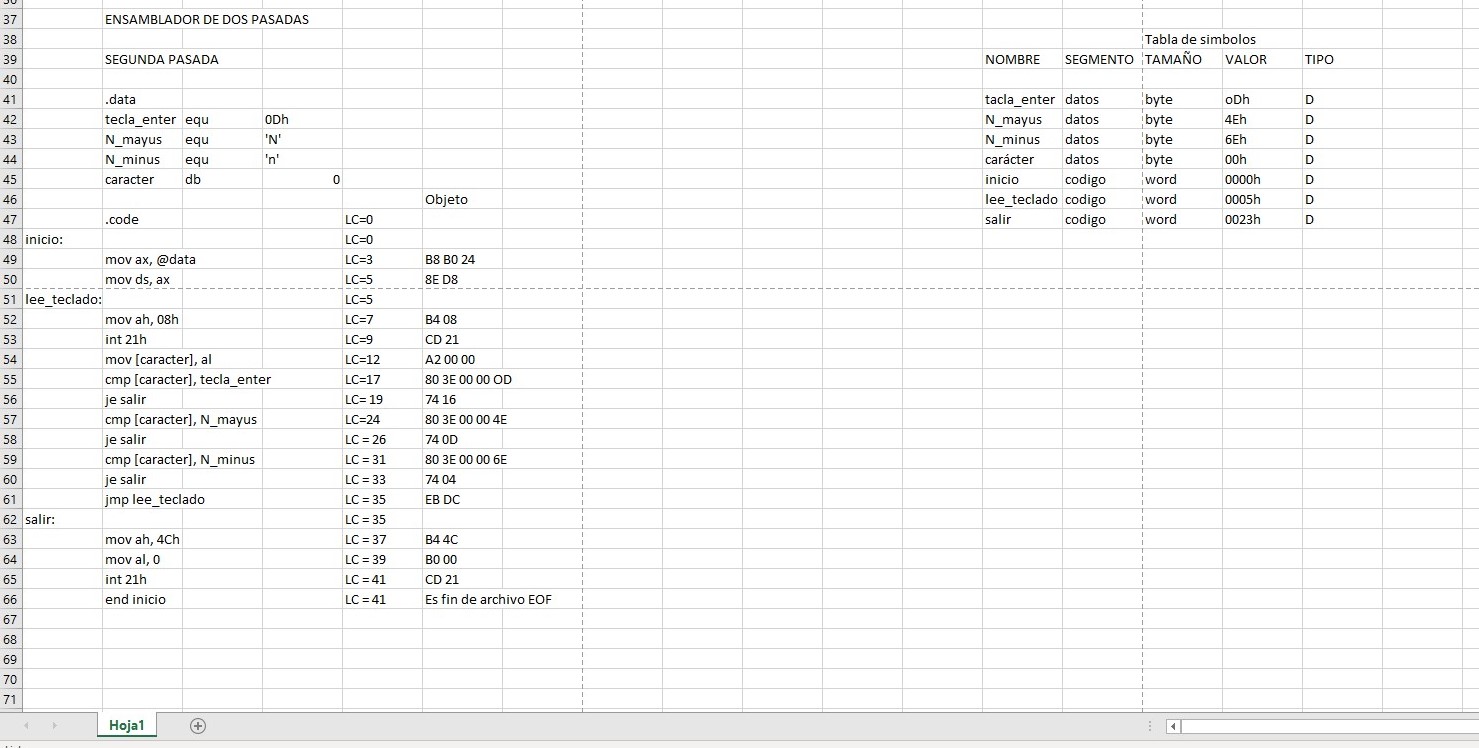 36
37 ENSAMBLADOR DE DOS PASADAS
38 Tabla de simbolos
39 SEGUNDA PASADA NOMBRE SEGMENTO TAMAÑO VALOR TIPO
40
41 .data tacla_enter datos byte oDh D
42 tecla_enter equ 0Dh N_mayus datos byte 4Eh D
43 N_mayus equ 'N' N_minus datos byte 6Eh D
44 N_minus equ 'n' carácter datos byte 00h D
45 caracter db 0 inicio codigo word 0000h D
46 Objeto lee_teclado codigo word 0005h D
47 .code LC=0 salir codigo word 0023h D
48 inicio: LC=0
49 mov ax, @data LC=3 B8 B0 24
50 mov ds, ax LC=5 8E D8
51 lee_teclado: LC=5
52 mov ah, 08h LC=7 B4 08
53 int 21h LC=9 CD 21
54 mov [caracter], al LC=12 A2 00 00
55 cmp [caracter], tecla_enter LC=17 80 3E 00 00 OD
56 je salir LC= 19 74 16
57 cmp [caracter], N_mayus LC=24 80 3E 00 00 4E
58 je salir LC = 26 74 0D
59 cmp [caracter], N_minus LC = 31 80 3E 00 00 6E
60 je salir LC = 33 74 04
61 jmp lee_teclado LC = 35 EB DC
62 salir: LC = 35
63 mov ah, 4Ch LC = 37 B4 4C
64 mov al, 0 LC = 39 B0 00
65 int 21h LC = 41 CD 21
66 end inicio LC = 41 Es fin de archivo EOF
67
68
69
70
71
Hoja1